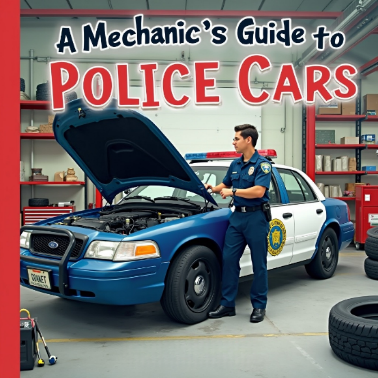 A Mechanic's Guide to
POLICE CARS